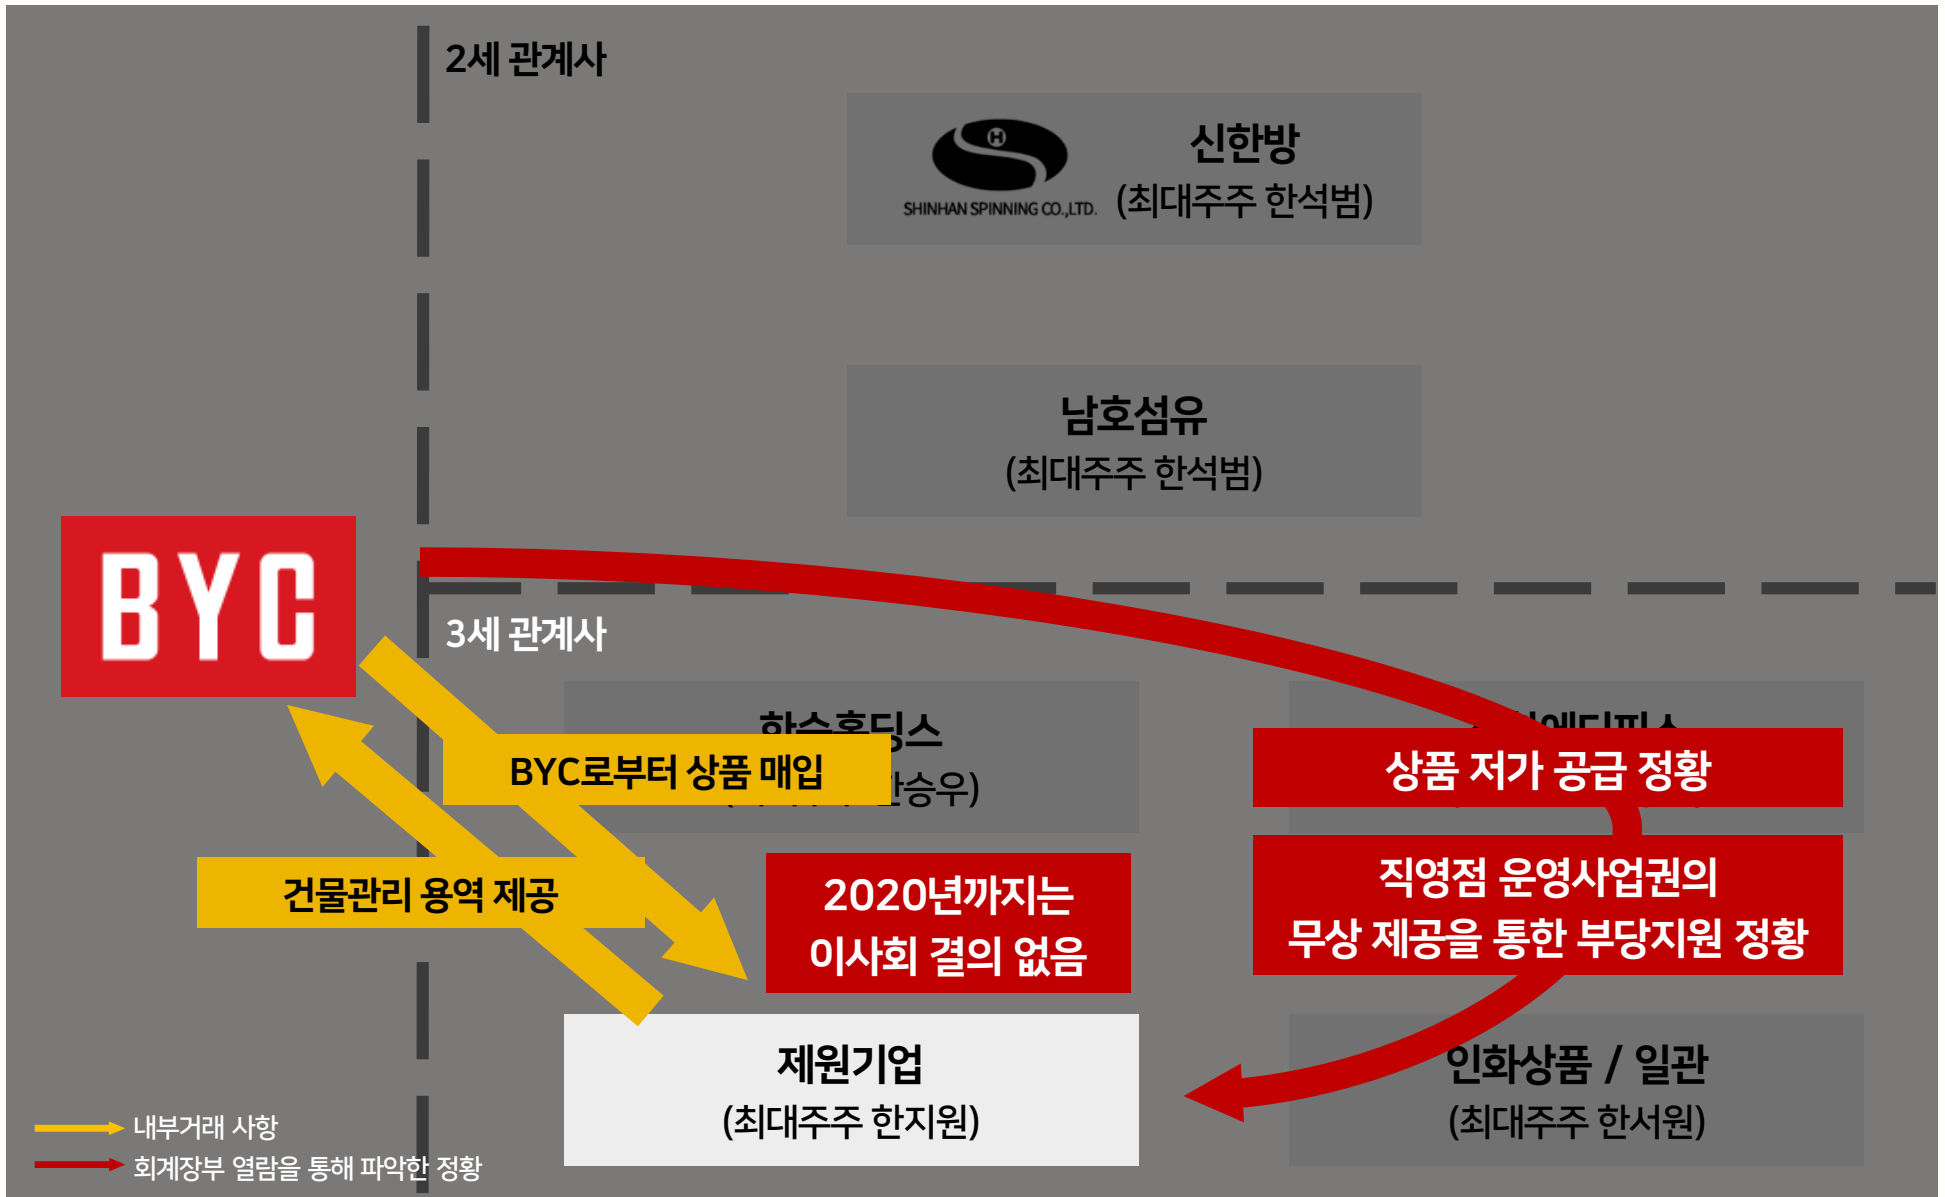 2세 관계사
신한방
SHINHAN SPINNING CO.,LTD.
(최대주주 한석범)
남호섬유
(최대주주 한석범)
BYC
3세 관계사
BYC로부터 상품 매입
상품 저가 공급 정황
건물관리 용역 제공
2020년까지는
이사회 결의 없음
직영점 운영사업권의
무상 제공을 통한 부당지원 정황
제원기업
(최대주주 한지원)
인화상품 / 일관
(최대주주 한서원)
내부거래 사항
회계장부 열람을 통해 파악한 정황